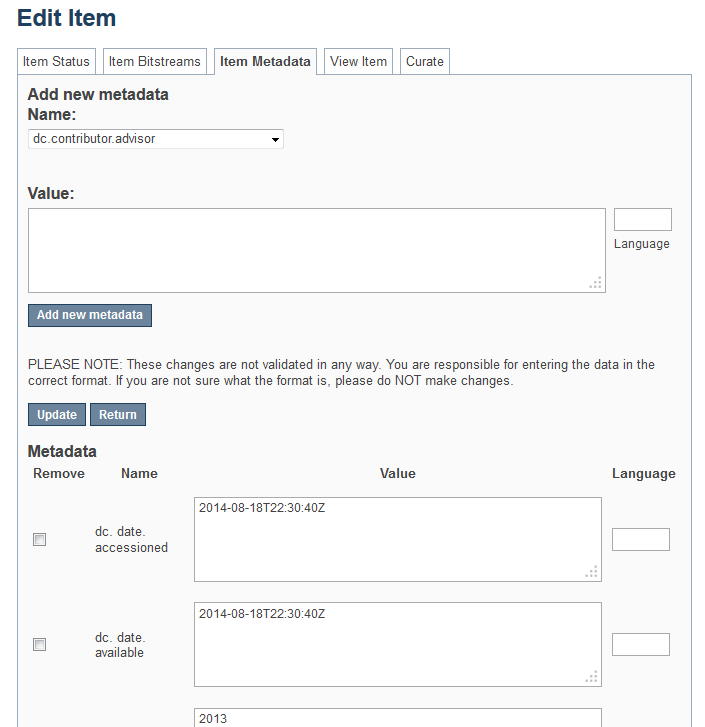 Edit Item
Item Status Item Bitstreams Item Metadata View Item Curate
Add new metadata
Name:
dc.contributor.advisor
Value:
Language
Add new metadata
PLEASE NOTE: These changes are not validated in any way. You are responsible for entering the data in the
correct format. If you are not sure what the format is, please do NOT make changes.
Update Return
Metadata
Remove Name Value Language
2014-08-18T22:30:40Z
dc. date.
accessioned
2014-08-18T22:30:40Z
dc. date.
available
2013